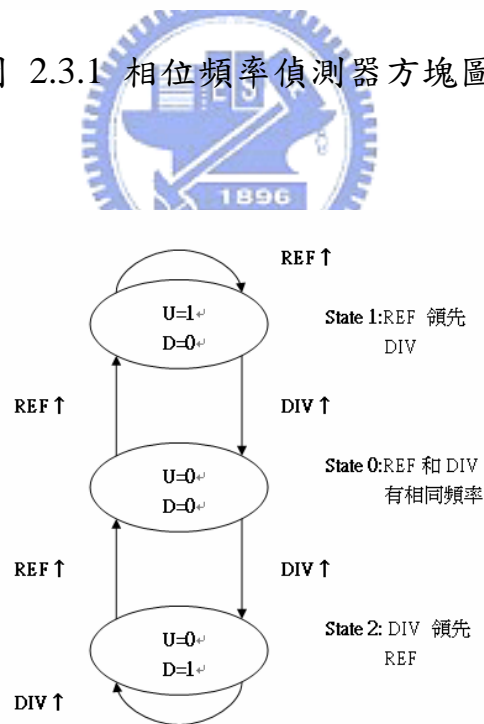 2.3.1 相位頻率偵測器方塊圖
1896
REF↑
U=1↵
D=0↵
State 1:REF 領先
DIV
REF↑
DIV↑
U=0↵
D=0↵
State 0:REF 和 DIV
有相同頻率
REF↑
DIV↑
U=0↵
D=1↵
State 2: DIV 領先
REF
DIV↑